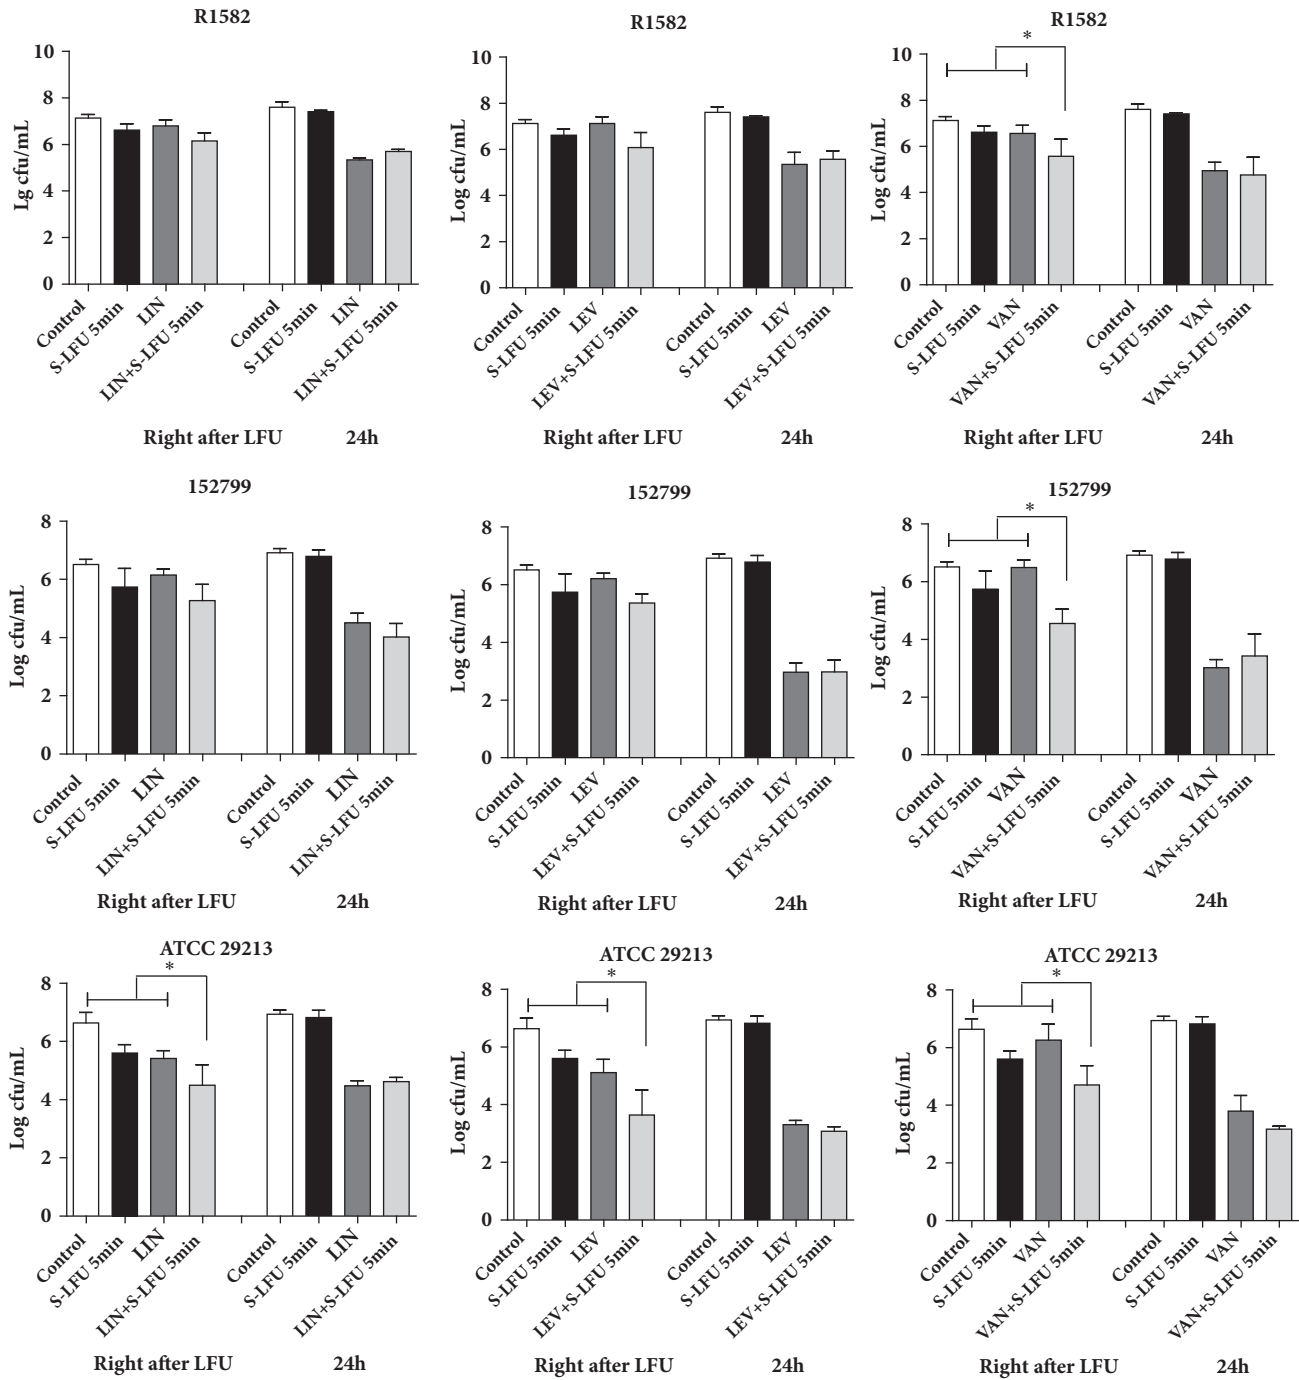 R1582
10
8
6
4
2
0
Lg cfu/mL
Control
S-LFU 5min
LIN
LIN+S-LFU 5min
Control
S-LFU 5min
LIN
LIN+S-LFU 5min
Right after LFU
24h
R1582
10
8
6
4
2
0
Log cfu/mL
Control
S-LFU 5min
LEV
LEV+S-LFU 5min
Control
S-LFU 5min
LEV
LEV+S-LFU 5min
Right after LFU
24h
R1582
*
10
8
6
4
2
0
Log cfu/mL
Control
S-LFU 5min
VAN
VAN+S-LFU 5min
Control
S-LFU 5min
VAN
VAN+S-LFU 5min
Right after LFU
24h
152799
8
6
4
2
0
Log cfu/mL
Control
S-LFU 5min
LIN
LIN+S-LFU 5min
Control
S-LFU 5min
LIN
LIN+S-LFU 5min
Right after LFU
24h
152799
8
6
4
2
0
Log cfu/mL
Control
S-LFU 5min
LEV
LEV+S-LFU 5min
Control
S-LFU 5min
LEV
LEV+S-LFU 5min
Right after LFU
24h
152799
*
8
6
4
2
0
Log cfu/mL
Control
S-LFU 5min
VAN
VAN+S-LFU 5min
Control
S-LFU 5min
VAN
VAN+S-LFU 5min
Right after LFU
24h
ATCC 29213
*
8
6
4
2
0
Log cfu/mL
Control
S-LFU 5min
LIN
LIN+S-LFU 5min
Control
S-LFU 5min
LIN
LIN+S-LFU 5min
Right after LFU
24h
ATCC 29213
*
8
6
4
2
0
Log cfu/mL
Control
S-LFU 5min
LEV
LEV+S-LFU 5min
Control
S-LFU 5min
LEV
LEV+S-LFU 5min
Right after LFU
24h
ATCC 29213
*
8
6
4
2
0
Log cfu/mL
Control
S-LFU 5min
VAN
VAN+S-LFU 5min
Control
S-LFU 5min
VAN
VAN+S-LFU 5min
Right after LFU
24h